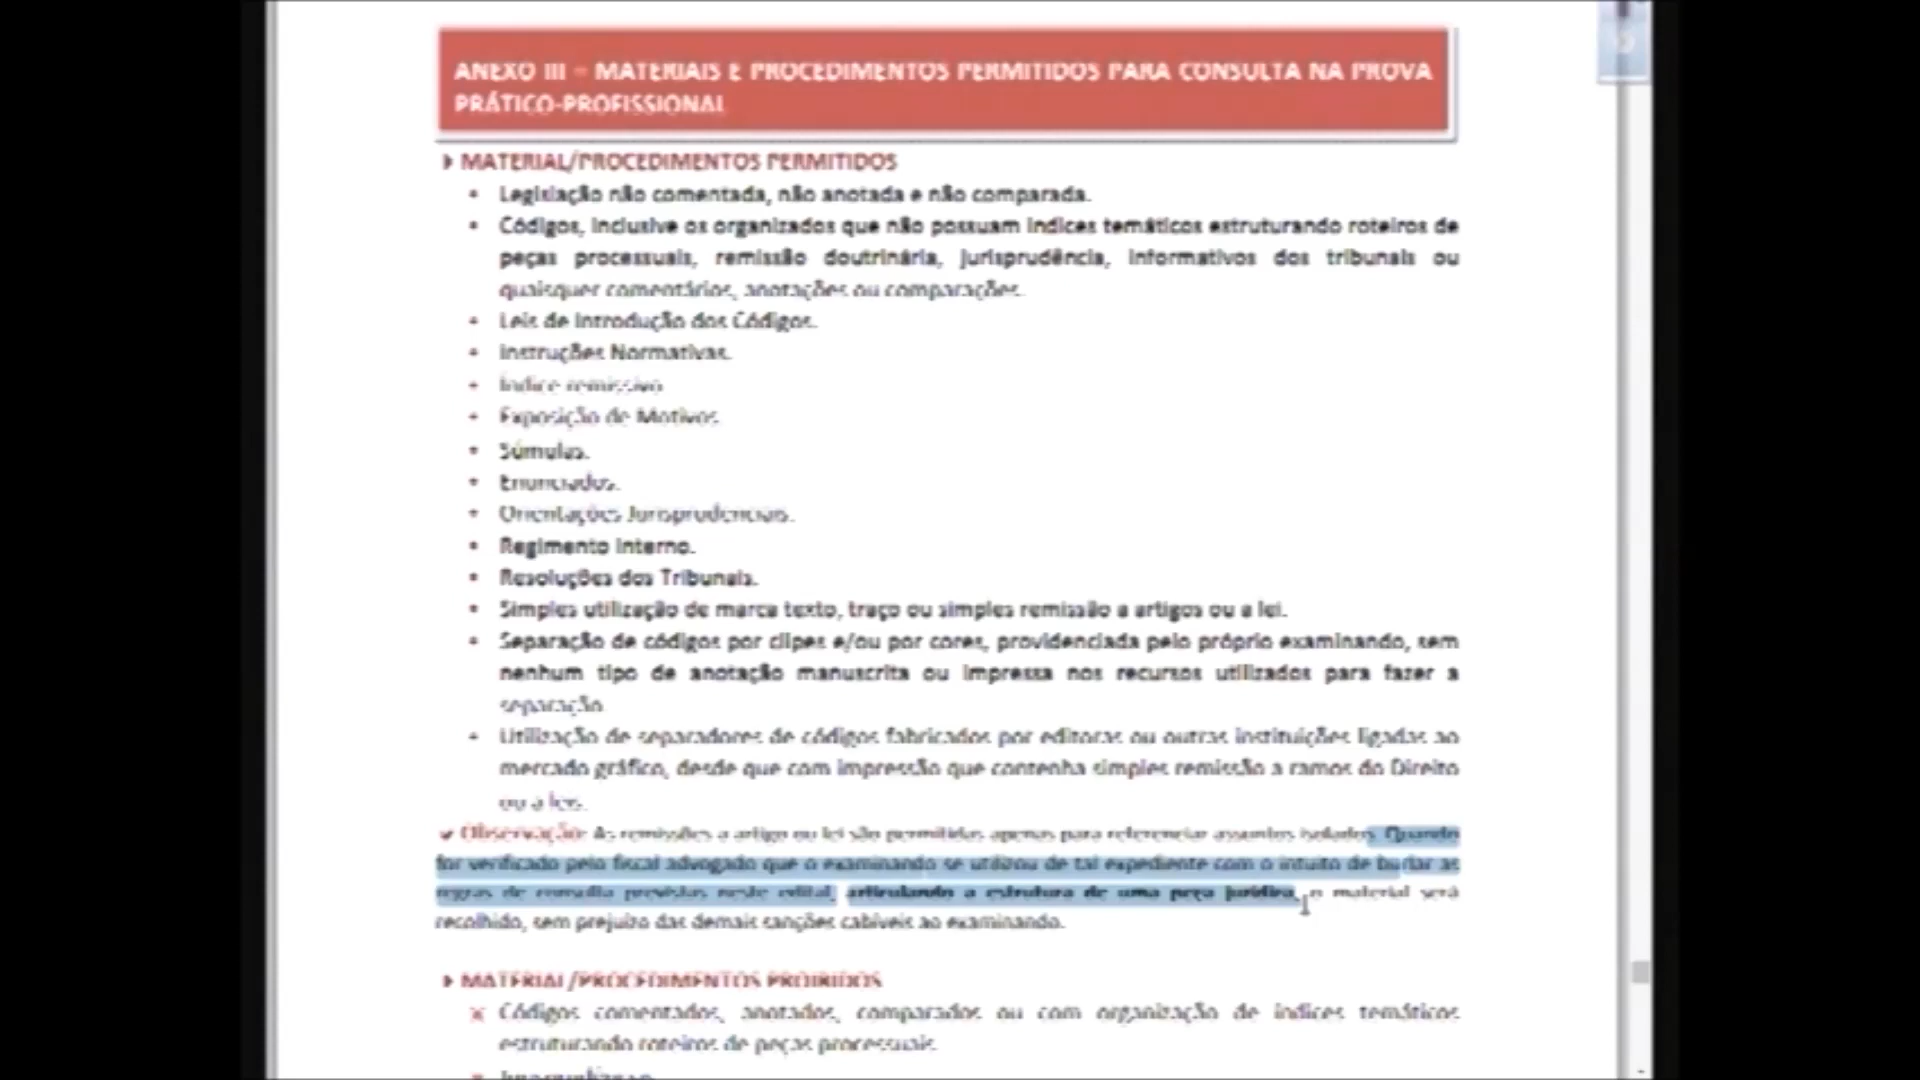 ANEXO III – MATERIAIS E PROCEDIMENTOS PERMITIDOS PARA CONSULTA NA PROVA
PRÁTICO-PROFISSIONAL
MATERIAL/PROCEDIMENTOS PERMITIDOS
• Legislação não comentada, não anotada e não comparada.
• Códigos, inclusive os organizados que não possuam índices temáticos estruturando roteiros de
peças processuais, remissão doutrinária, jurisprudência, informativos dos tribunais ou
quaisquer comentários, anotações ou comparações.
• Leis de Introdução dos Códigos.
• Instruções Normativas.
• Índice remissivo.
• Exposição de Motivos.
• Súmulas.
• Enunciados.
• Orientações Jurisprudenciais.
• Regimento Interno.
• Resoluções dos Tribunais.
• Simples utilização de marca texto, traço ou simples remissão a artigos ou a lei.
• Separação de códigos por clipes e/ou por cores, providenciada pelo próprio examinando, sem
nenhum tipo de anotação manuscrita ou impressa nos recursos utilizados para fazer a
separação.
• Utilização de separadores de códigos fabricados por editoras ou outras instituições ligadas ao
mercado gráfico, desde que com impressão que contenha simples remissão a ramos do Direito
ou a leis.
Observação: As remissões a artigo ou lei são permitidas apenas para referenciar assuntos isolados. Quando
for verificado pelo fiscal advogado que o examinando se utilizou de tal expediente com o intuito de burlar as
regras de consulta previstas neste edital, articulando a estrutura de uma peça jurídica, o material será
recolhido, sem prejuízo das demais sanções cabíveis ao examinando.
MATERIAL/PROCEDIMENTOS PROIBIDOS
Códigos comentados, anotados, comparados ou com organização de índices temáticos
estruturando roteiros de peças processuais.